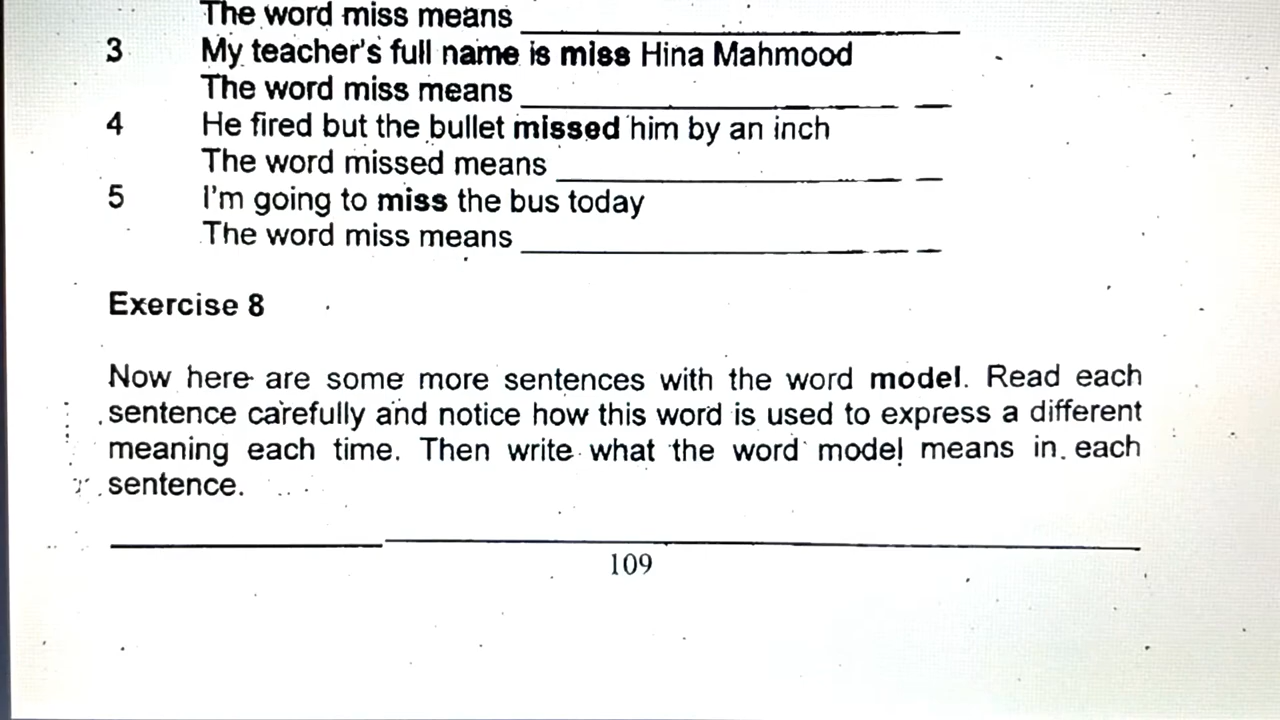 The word miss means
3 My teacher's full name is miss Hina Mahmood
The word miss means
4 He fired but the bullet missed him by an inch
The word missed means
5 I'm going to miss the bus today
The word miss means
Exercise 8
Now here are some more sentences with the word model. Read each
sentence carefully and notice how this word is used to express a different
meaning each time. Then write what the word model means in each
sentence.
109